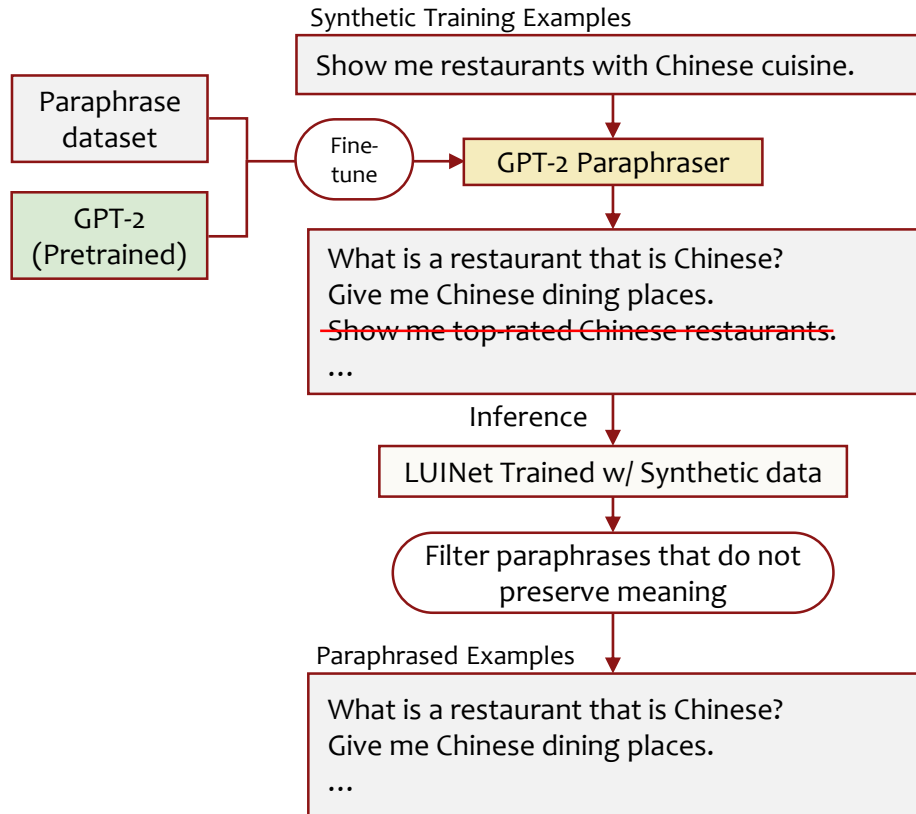 Synthetic Training Examples
Show me restaurants with Chinese cuisine.
Paraphrase
dataset
GPT-2
(Pretrained)
Fine-
tune
GPT-2 Paraphraser
What is a restaurant that is Chinese?
Give me Chinese dining places.
Show me top-rated Chinese restaurants.
...
Inference
LUINet Trained w/ Synthetic data
Filter paraphrases that do not
preserve meaning
Paraphrased Examples
What is a restaurant that is Chinese?
Give me Chinese dining places.
...